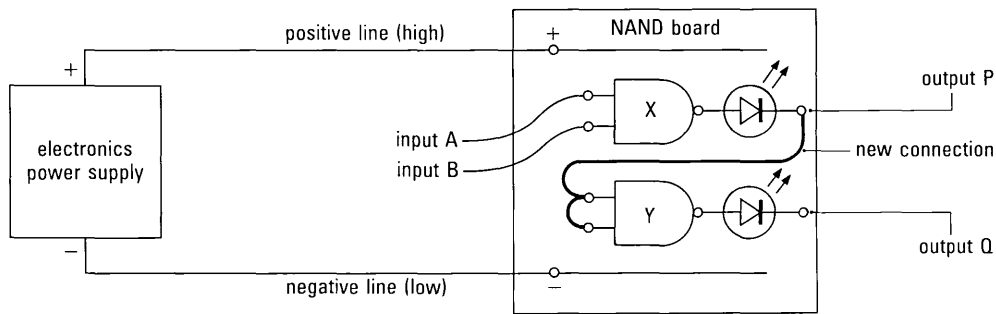 positive line (high)
+
NAND board
+
electronics
power supply
−
input A
input B
X
output P
new connection
Y
output Q
negative line (low)
−